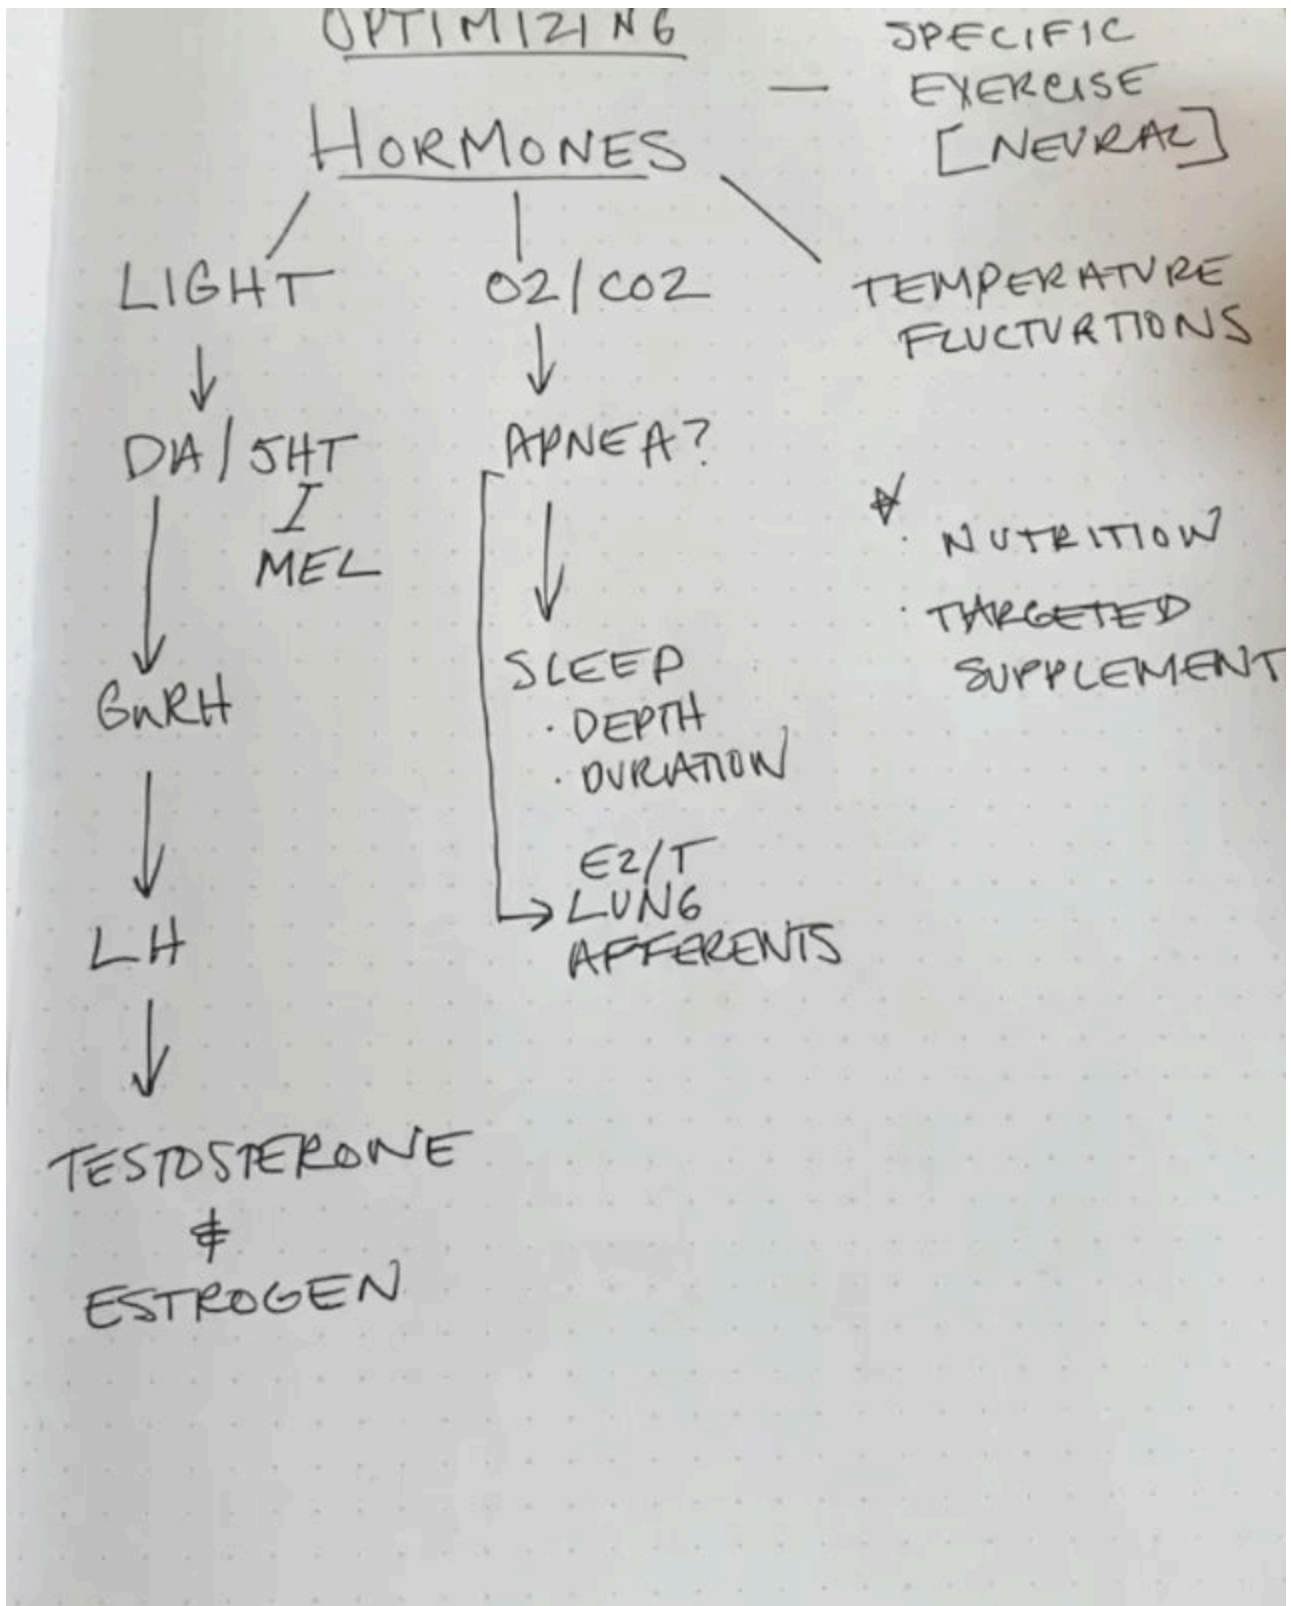 OPTIMIZING
HORMONES
— SPECIFIC
EXERCISE
[NEURAL]
LIGHT
↓
DA/5HT
I
MEL
↓
GnRH
↓
LH
↓
TESTOSTERONE
&
ESTROGEN
O2/CO2
↓
APNEA?
↓
SLEEP
· DEPTH
· DURATION
E2/T
→ LUNG
AFFERENTS
TEMPERATURE
FLUCTURTIONS
· NUTRITION
· TARGETED
SUPPLEMENT